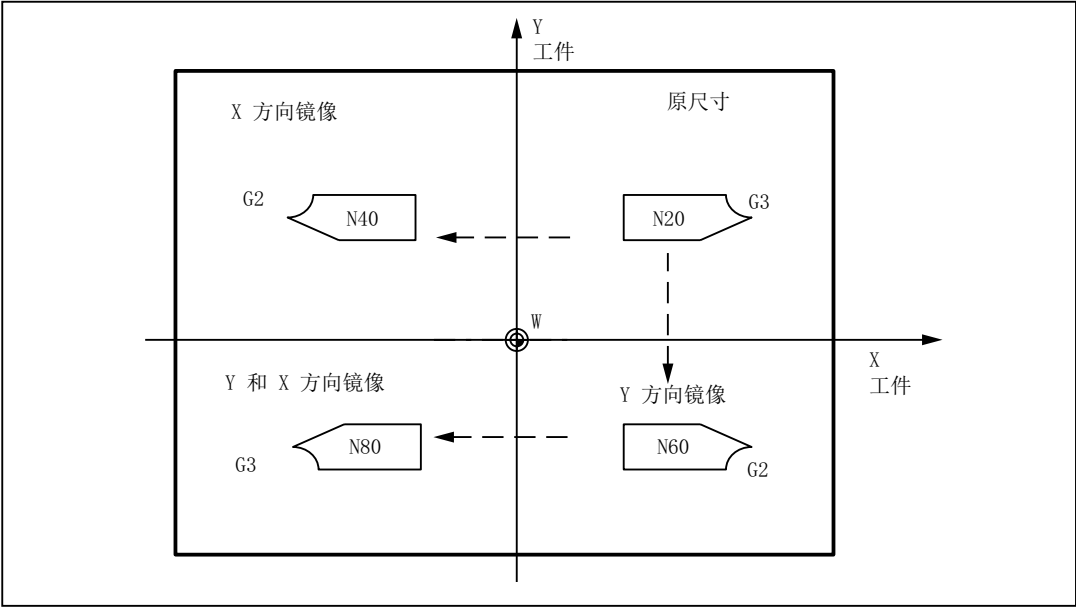 Y
工件
X 方向镜像
原尺寸
G2
N40
N20
G3
W
X
工件
Y 和 X 方向镜像
Y 方向镜像
G3
N80
N60
G2